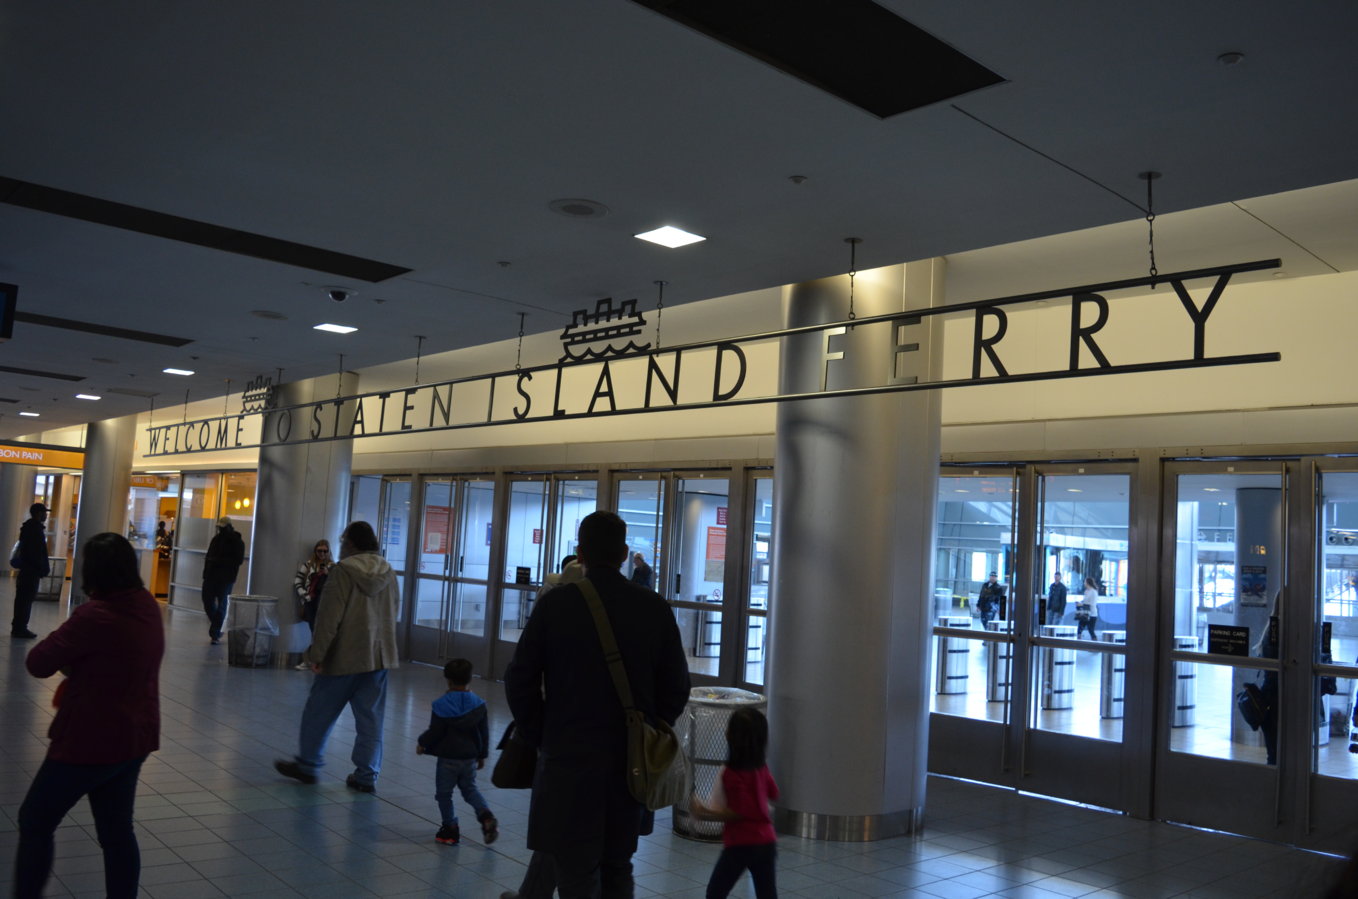 WELCOME TO STATEN ISLAND FERRY
BON PAIN
PARKING CARD